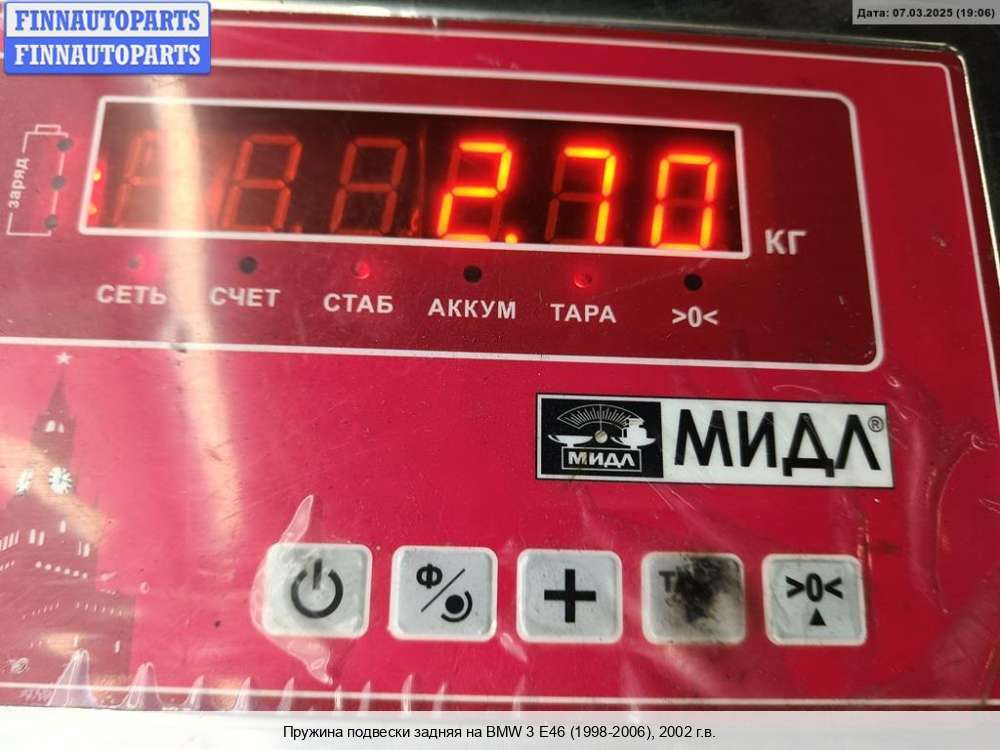 FINNAUTOPARTS
FINNAUTOPARTS
Дата: 07.03.2025 (19:06)
заряд
2.70
КГ
СЕТЬ СЧЕТ СТАБ АККУМ ТАРА >0<
МИДЛ МИДЛ®
Ф/
+
>0<
Пружина подвески задняя на BMW 3 E46 (1998-2006), 2002 г.в.